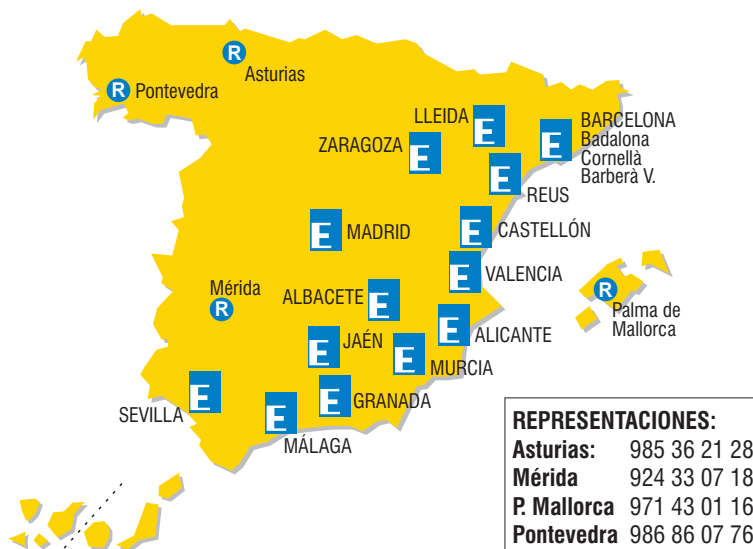 R
Asturias
R Pontevedra
LLEIDA
E
BARCELONA
Badalona
Cornellà
Barberà V.
E
ZARAGOZA
E
E
REUS
E
MADRID
E
CASTELLÓN
E
VALENCIA
Mérida
R
ALBACETE
E
R
Palma de
Mallorca
E
ALICANTE
E
JAÉN
E
MURCIA
SEVILLA
E
E
MÁLAGA
E
GRANADA
REPRESENTACIONES:
Asturias: 985 36 21 28
Mérida 924 33 07 18
P. Mallorca 971 43 01 16
Pontevedra 986 86 07 76